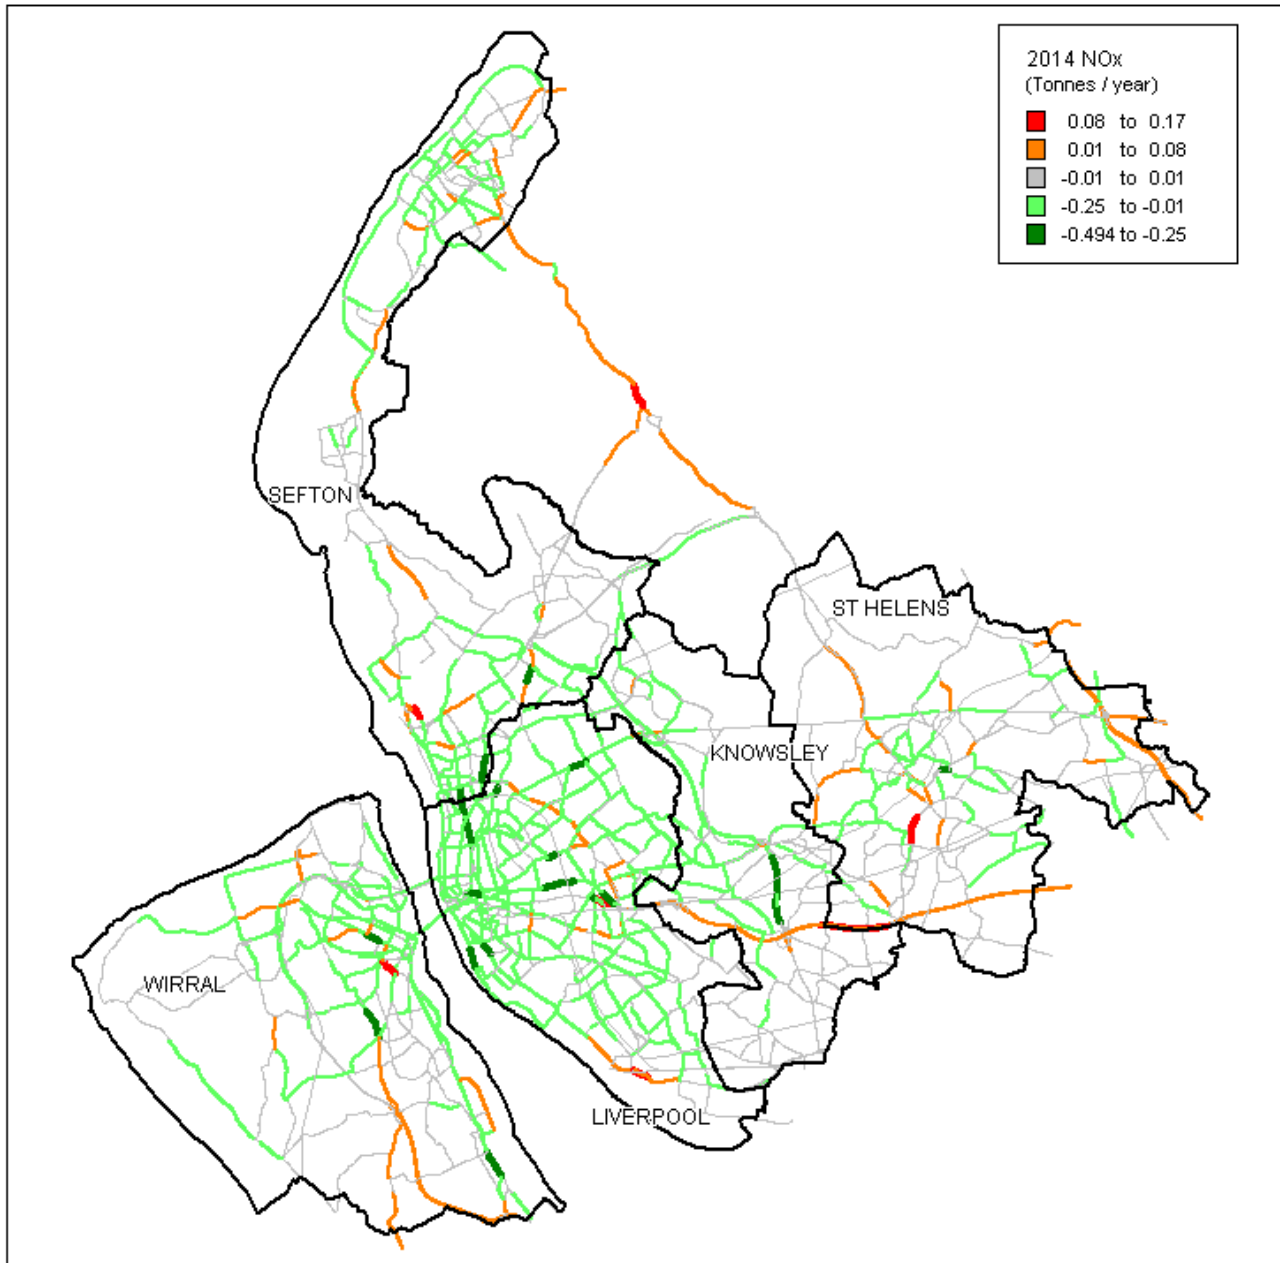 2014 NOx
(Tonnes / year)
0.08 to 0.17
0.01 to 0.08
-0.01 to 0.01
-0.25 to -0.01
-0.494 to -0.25
SEFTON
ST HELENS
KNOWSLEY
WIRRAL
LIVERPOOL